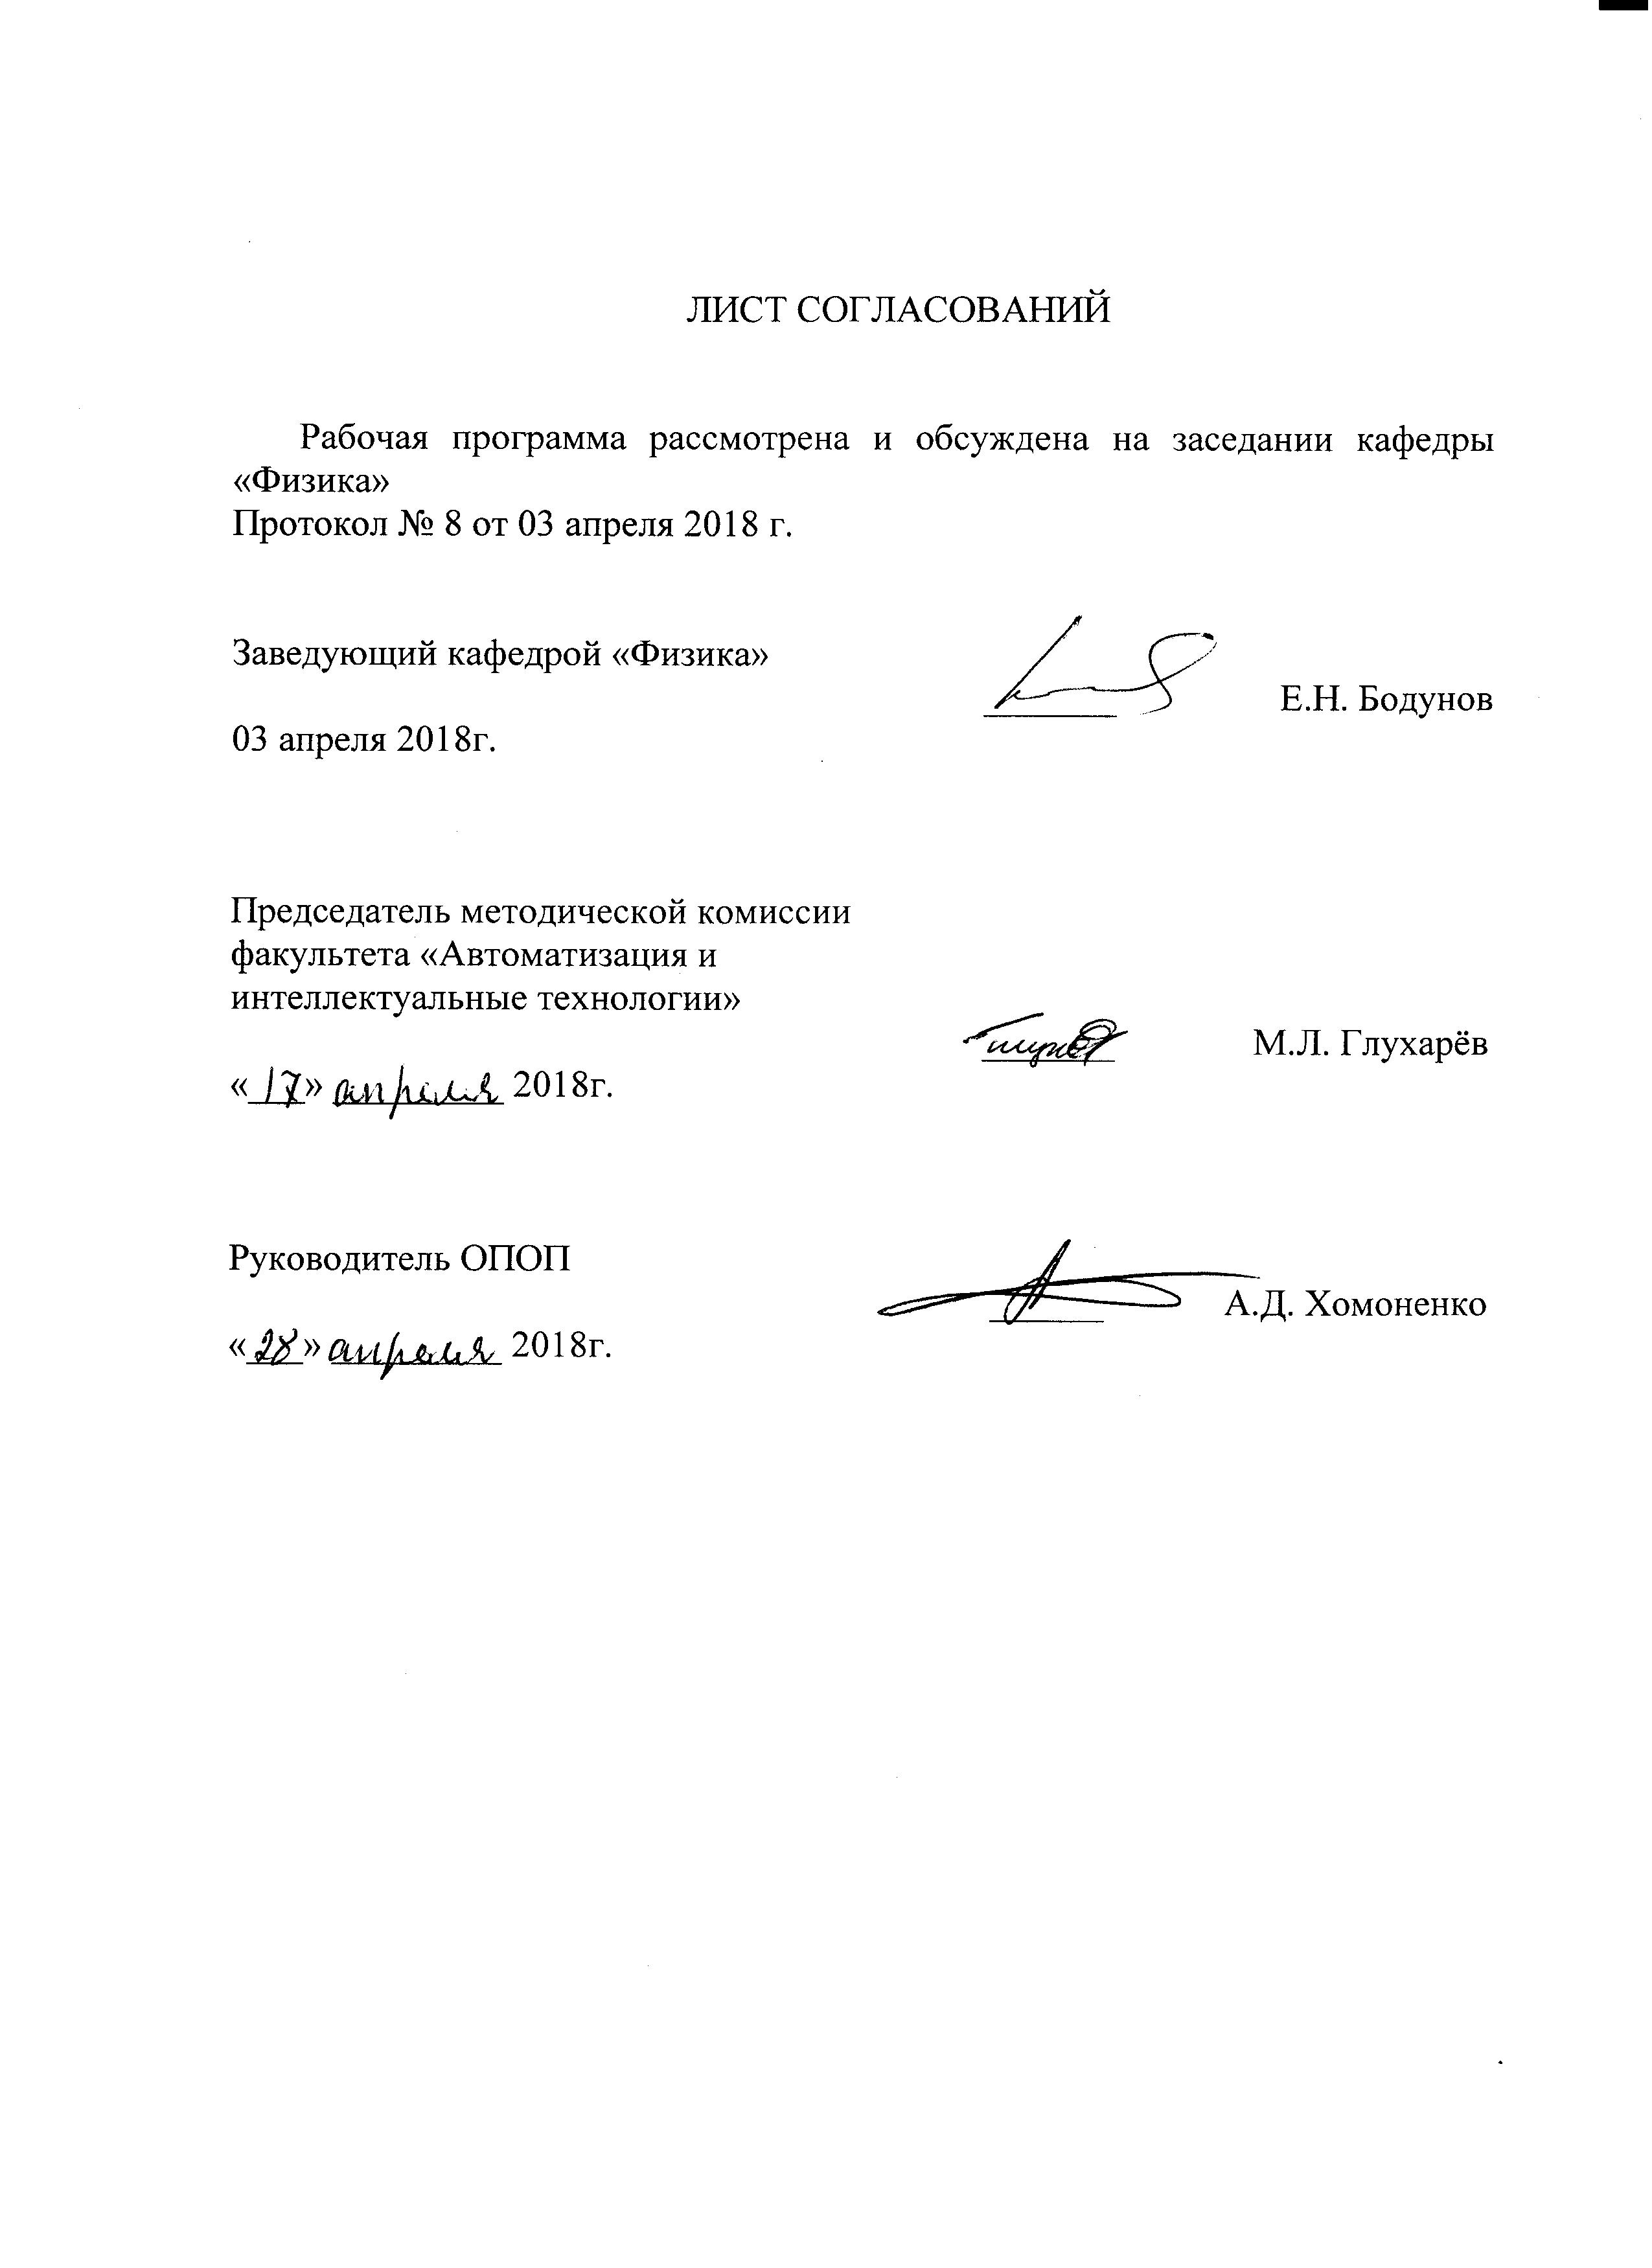 ЛИСТ СОГЛАСОВАНИЙ
Рабочая программа рассмотрена и обсуждена на заседании кафедры
«Физика»
Протокол № 8 от 03 апреля 2018 г.
Заведующий кафедрой «Физика»
Е.Н. Бодунов
03 апреля 2018г.
Председатель методической комиссии
факультета «Автоматизация и
интеллектуальные технологии»
М.Л. Глухарёв
«17» апреля 2018г.
Руководитель ОПОП
А.Д. Хомоненко
«28» апреля 2018г.